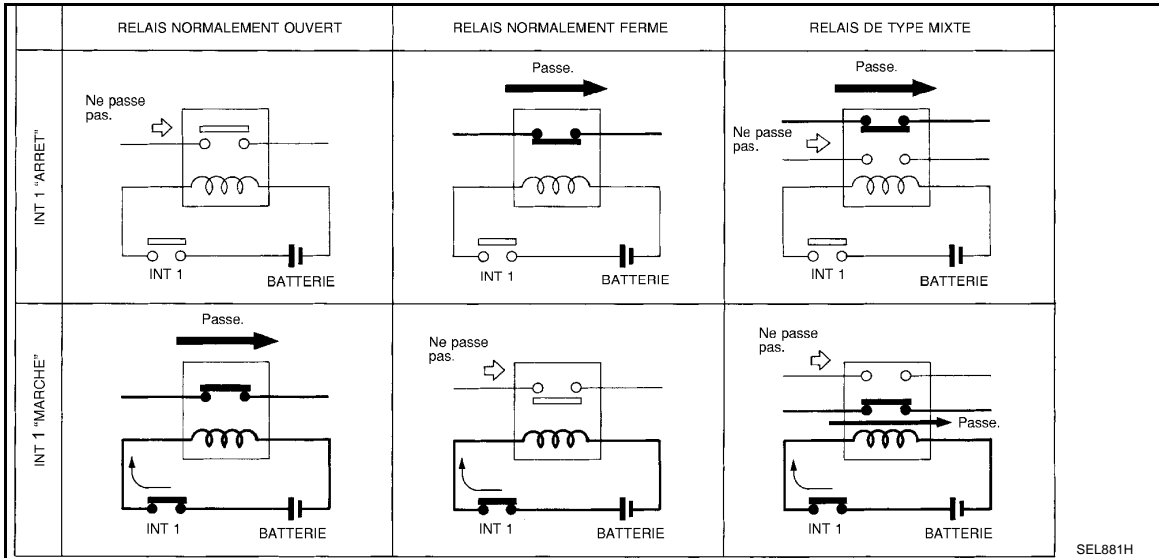 RELAIS NORMALEMENT OUVERT
RELAIS NORMALEMENT FERME
RELAIS DE TYPE MIXTE
INT 1 "ARRET"
Ne passe
pas.
INT 1
BATTERIE
Passe.
INT 1
BATTERIE
Passe.
Ne passe
pas.
INT 1
BATTERIE
INT 1 "MARCHE"
Passe.
INT 1
BATTERIE
Ne passe
pas.
INT 1
BATTERIE
Ne passe
pas.
Passe.
INT 1
BATTERIE
SEL881H